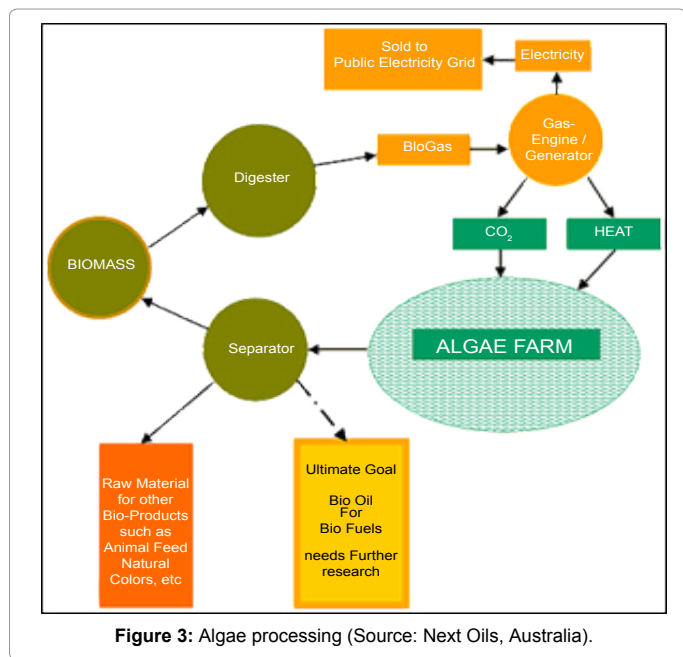 Sold to
Public Electricity Grid
Electricity
Gas-
Engine /
Generator
BIoGas
Digester
CO₂
HEAT
BIOMASS
ALGAE FARM
Separator
Raw Material
for other
Bio-Products
such as
Animal Feed
Natural
Colors, etc
Ultimate Goal
Bio Oil
For
Bio Fuels
needs Further
research
Figure 3: Algae processing (Source: Next Oils, Australia).